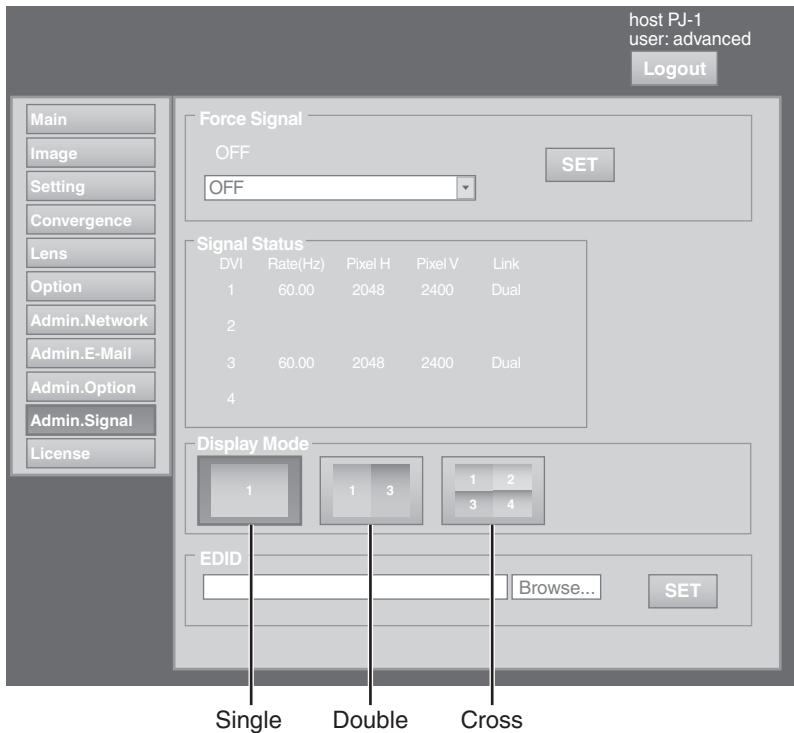 host PJ-1
user: advanced
Logout
Main
Image
Setting
Convergence
Lens
Option
Admin.Network
Admin.E-Mail
Admin.Option
Admin.Signal
License
Force Signal
OFF
OFF
SET
Signal Status
DVI Rate(Hz) Pixel H Pixel V Link
1 60.00 2048 2400 Dual
2
3 60.00 2048 2400 Dual
4
Display Mode
1
1 3
1 2
3 4
EDID
Browse...
SET
Single Double Cross